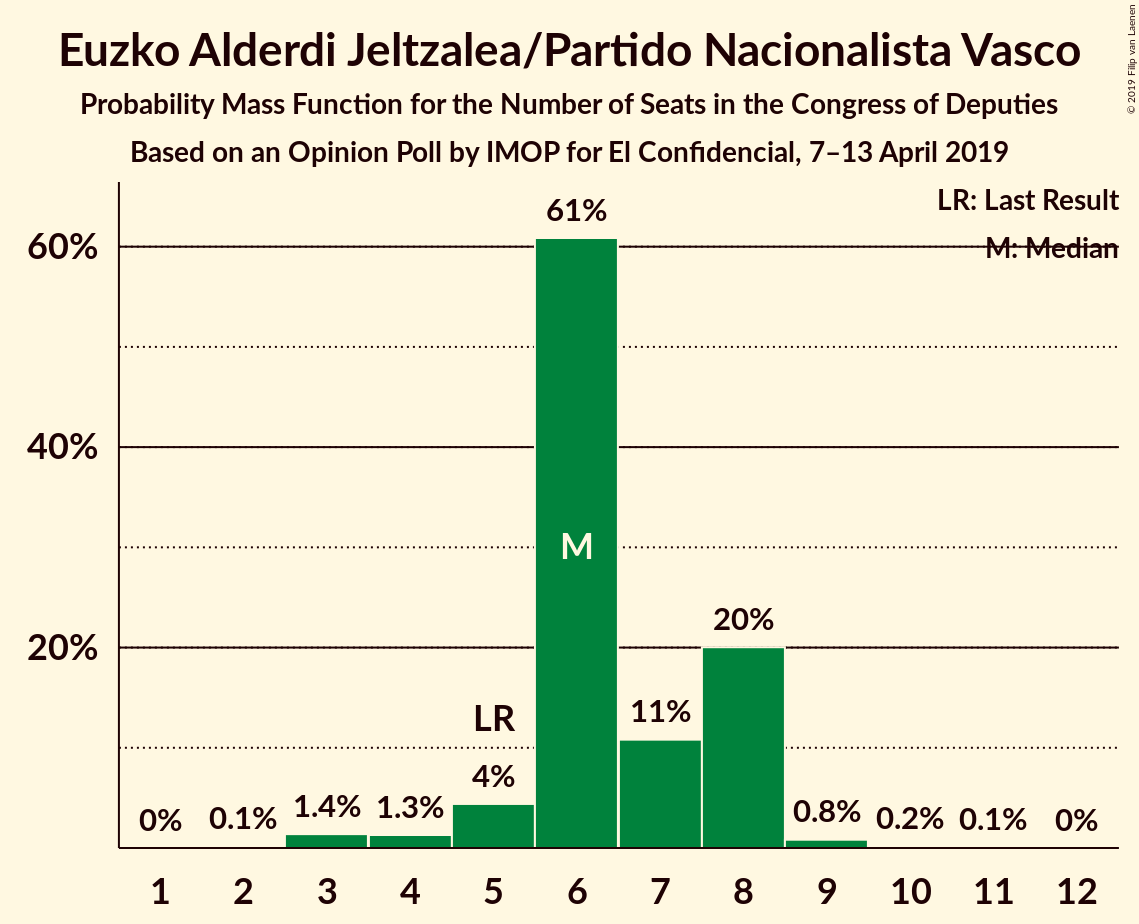 Euzko Alderdi Jeltzalea/Partido Nacionalista Vasco
Probability Mass Function for the Number of Seats in the Congress of Deputies
Based on an Opinion Poll by IMOP for El Confidencial, 7–13 April 2019
© 2019 Filip van Laenen
LR: Last Result
M: Median
61%
60%
40%
M
20%
20%
LR
11%
4%
0% 0.1% 1.4% 1.3% 0.8% 0.2% 0.1% 0%
1 2 3 4 5 6 7 8 9 10 11 12